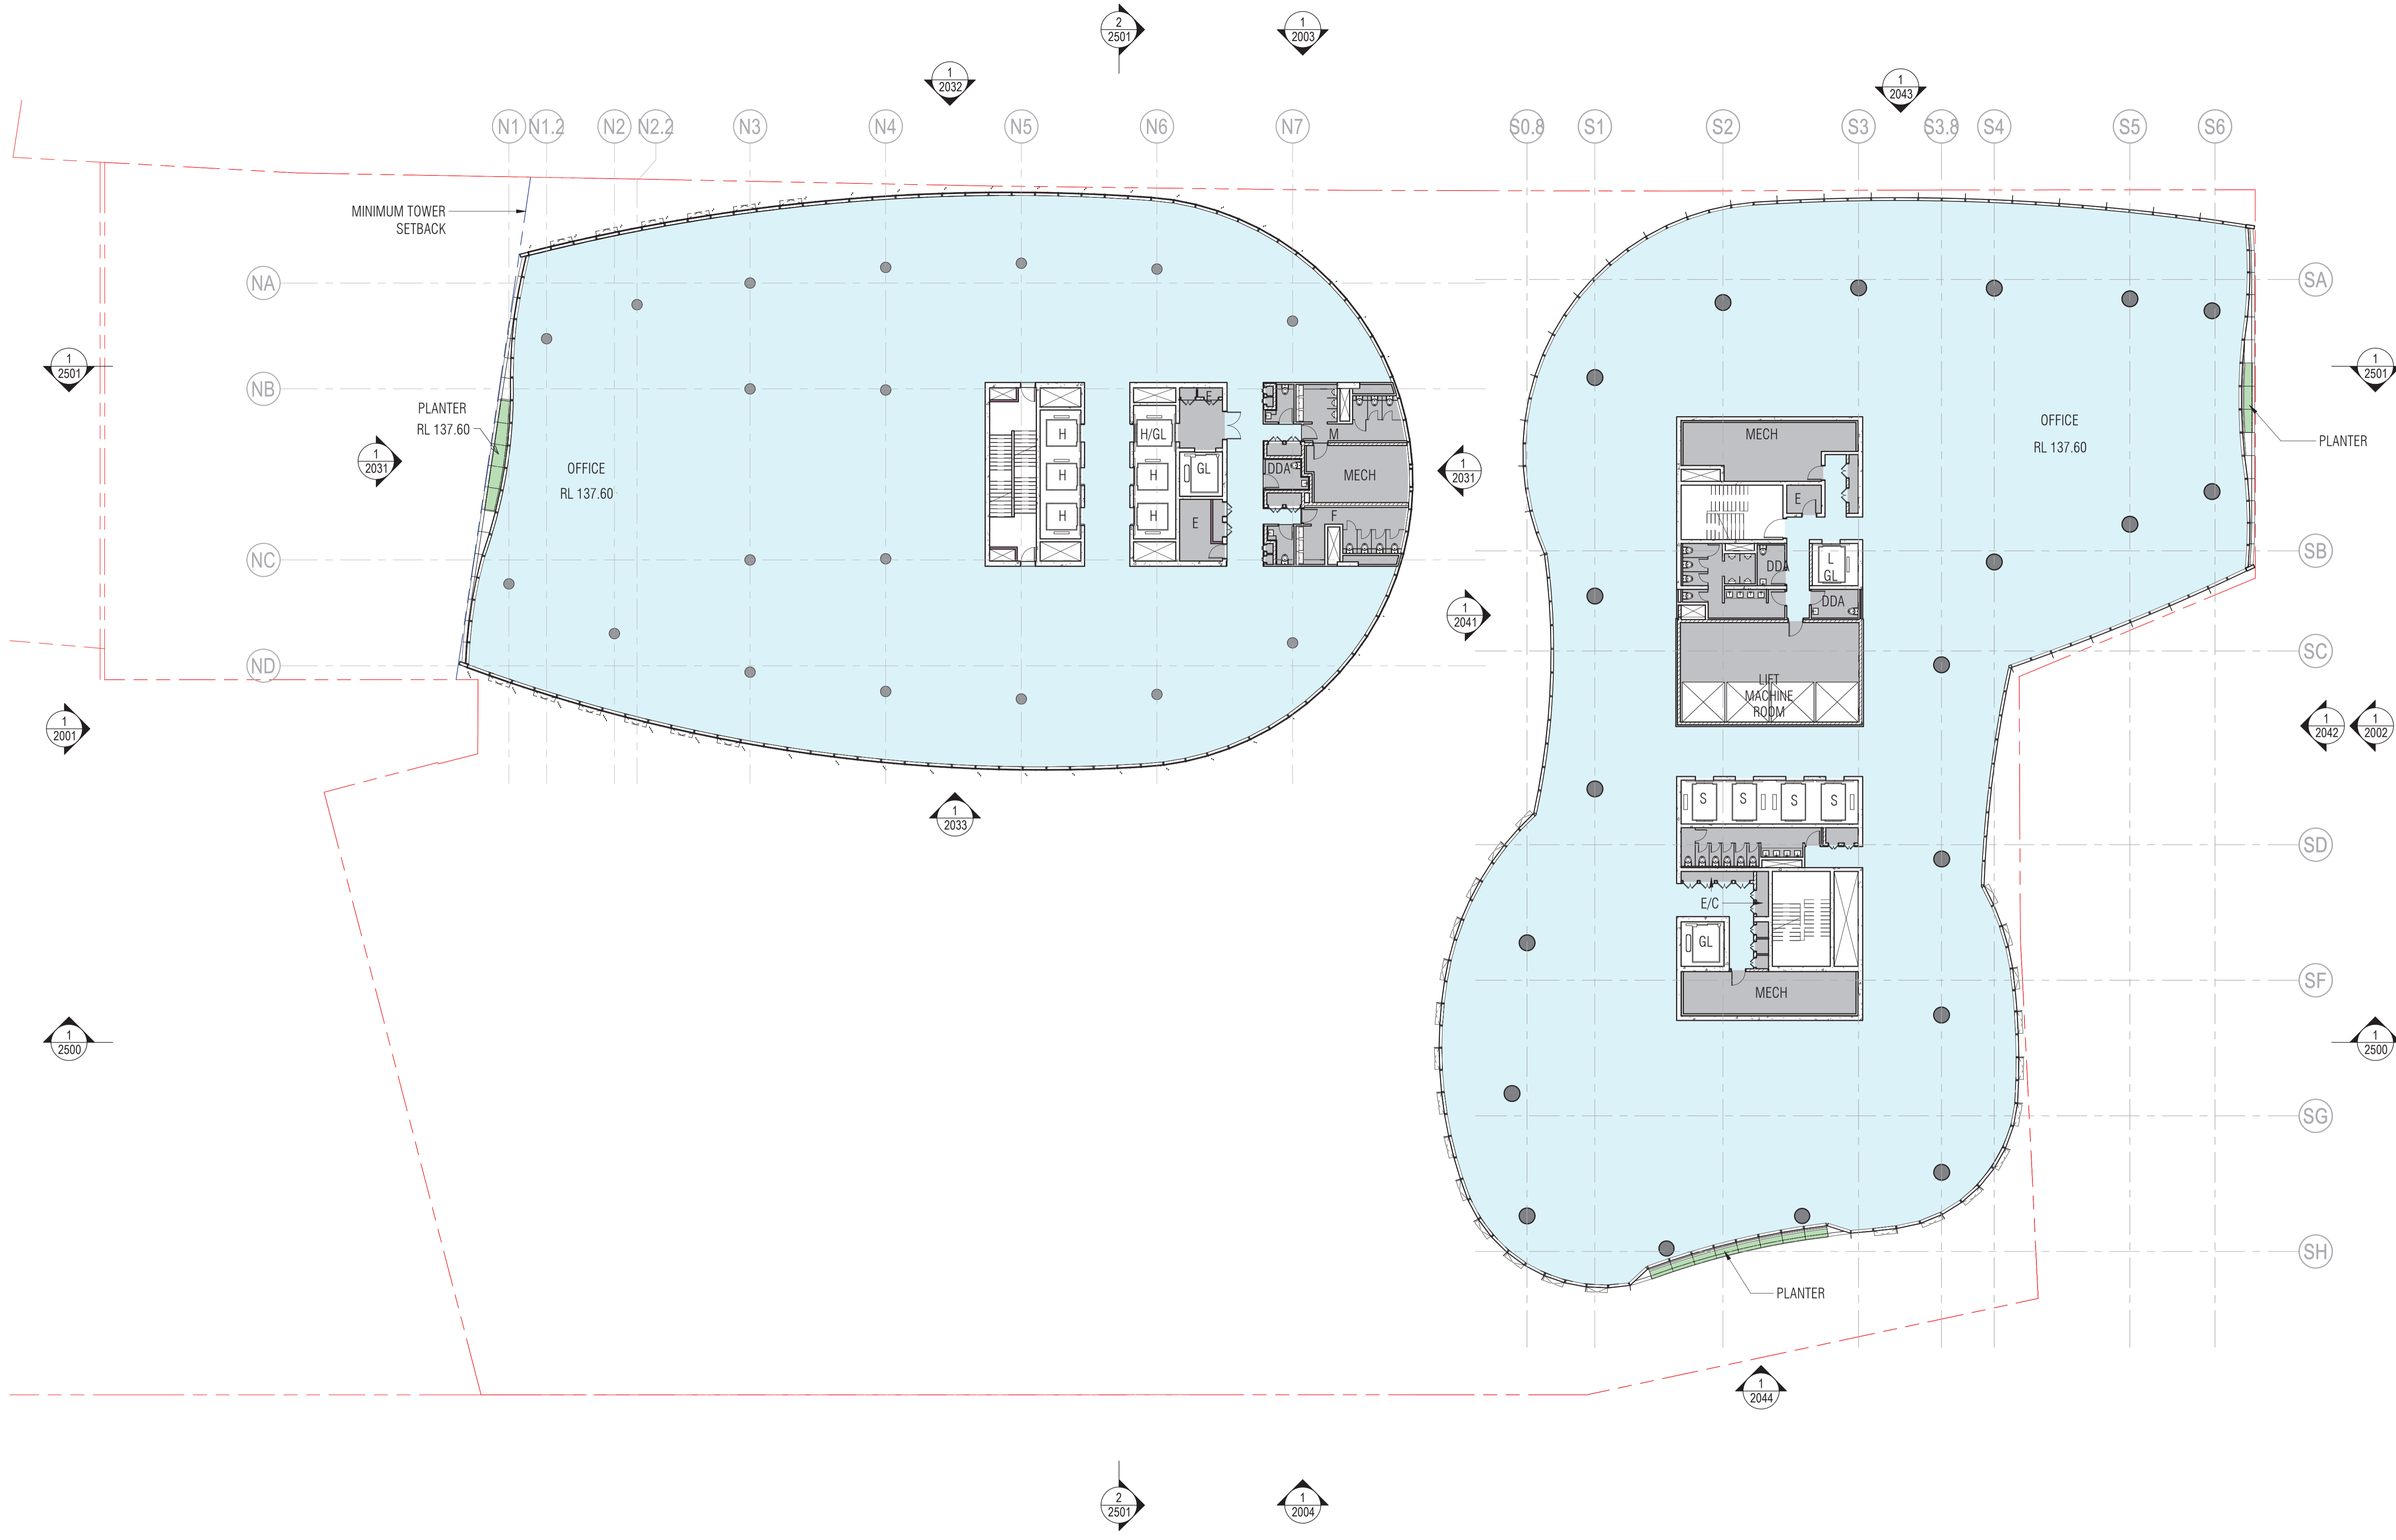 2
2501
1
2003
1
2032
1
2043
N1
N1.2
N2
N2.2
N3
N4
N5
N6
N7
S0.8
S1
S2
S3
S3.8
S4
S5
S6
MINIMUM TOWER
SETBACK
NA
SA
1
2501
1
2501
NB
PLANTER
RL 137.60
OFFICE
RL 137.60
PLANTER
E
H
H/GL
M
MECH
1
2031
OFFICE
RL 137.60
H
H
GL
DDA
MECH
1
2031
H
H
E
F
E
NC
SB
DDA
L
GL
DDA
1
2041
ND
SC
LIFT
MACHINE
ROOM
1
2001
1
2042
1
2002
1
2033
S
S
S
S
SD
E/C
GL
SF
MECH
1
2500
1
2500
SG
SH
PLANTER
1
2044
2
2501
1
2004